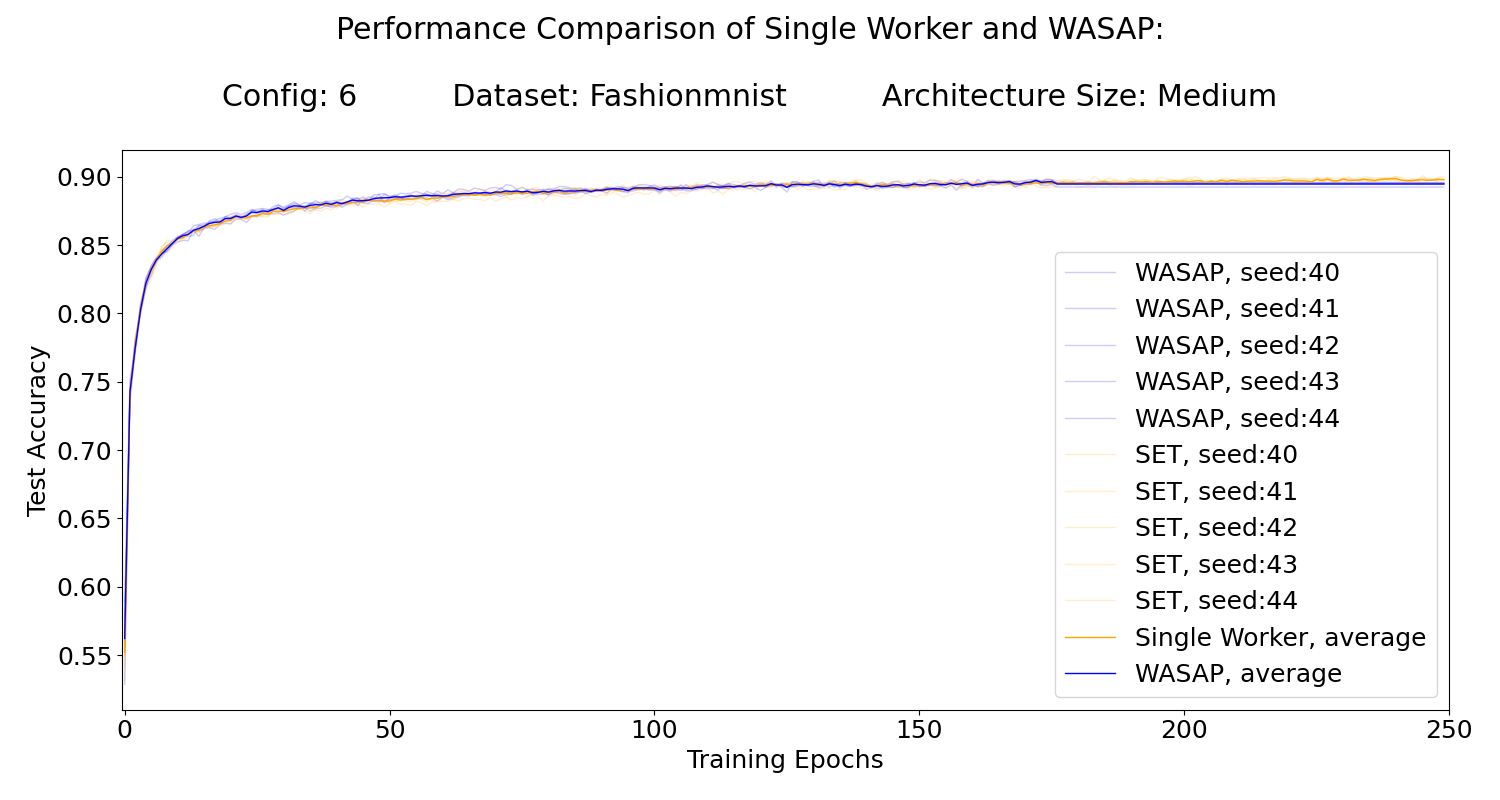 Performance Comparison of Single Worker and WASAP:
Config: 6 Dataset: Fashionmnist Architecture Size: Medium
0.90
0.85
0.80
0.75
0.70
0.65
0.60
0.55
Test Accuracy
WASAP, seed:40
WASAP, seed:41
WASAP, seed:42
WASAP, seed:43
WASAP, seed:44
SET, seed:40
SET, seed:41
SET, seed:42
SET, seed:43
SET, seed:44
Single Worker, average
WASAP, average
0 50 100 150 200 250
Training Epochs